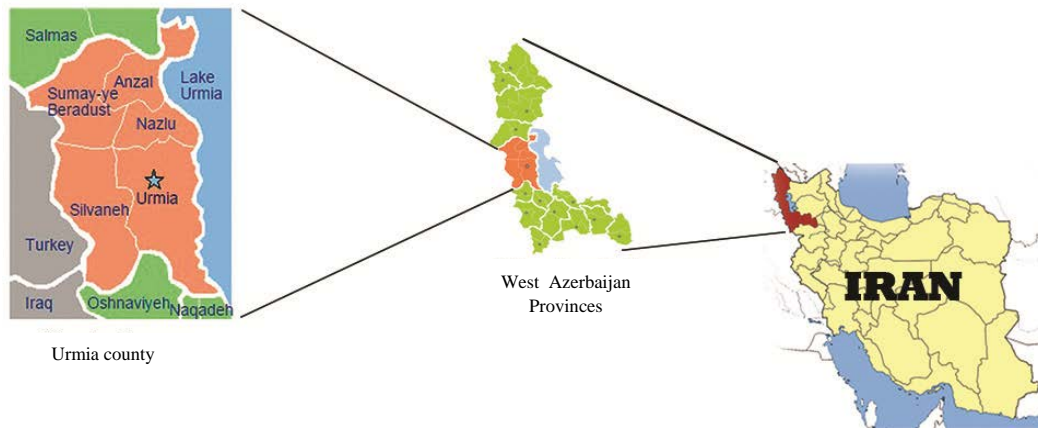 Salmas
Anzal
Lake
Urmia
Sumay-ye
Beradust
Nazlu
Urmia
Silvaneh
Turkey
Iraq
Oshnaviyeh
Naqadeh
Urmia county
West Azerbaijan
Provinces
IRAN